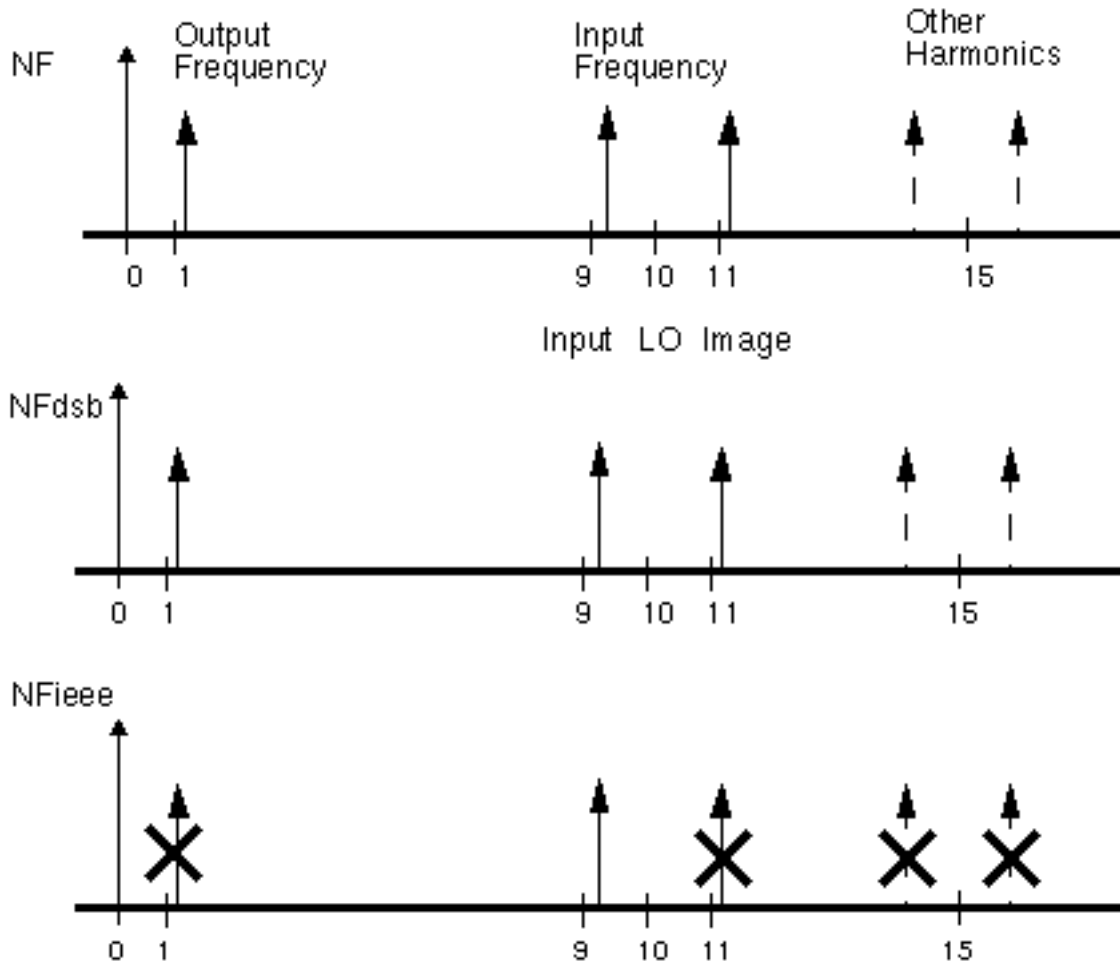 NF
Output
Frequency
Input
Frequency
Other
Harmonics
0 1 9 10 11 15
Input LO Image
NFdsb
0 1 9 10 11 15
NFieee
0 1 9 10 11 15